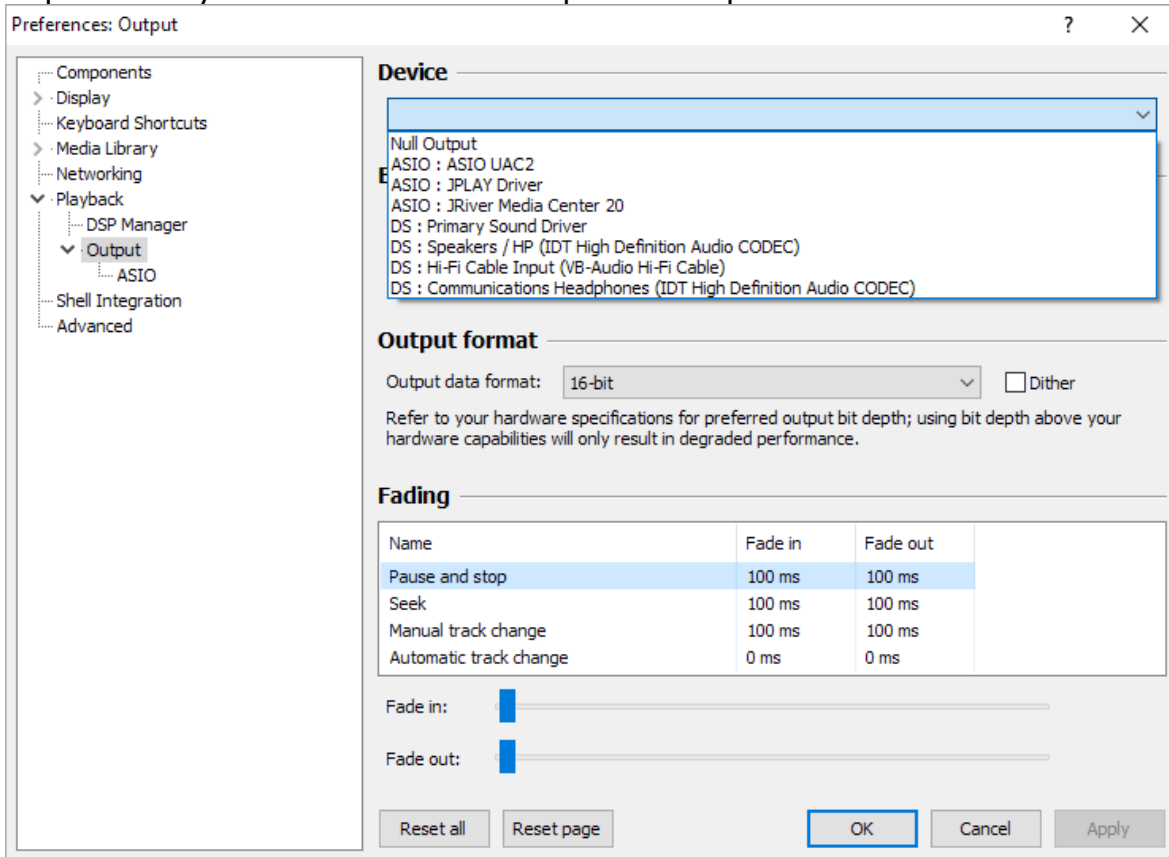 Preferences: Output
?
Components
Display
Keyboard Shortcuts
Media Library
Networking
Playback
DSP Manager
Output
ASIO
Shell Integration
Advanced
Device
Null Output
ASIO : ASIO UAC2
ASIO : JPLAY Driver
ASIO : JRiver Media Center 20
DS : Primary Sound Driver
DS : Speakers / HP (IDT High Definition Audio CODEC)
DS : Hi-Fi Cable Input (VB-Audio Hi-Fi Cable)
DS : Communications Headphones (IDT High Definition Audio CODEC)
Output format
Output data format: 16-bit Dither
Refer to your hardware specifications for preferred output bit depth; using bit depth above your
hardware capabilities will only result in degraded performance.
Fading
Name Fade in Fade out
Pause and stop 100 ms 100 ms
Seek 100 ms 100 ms
Manual track change 100 ms 100 ms
Automatic track change 0 ms 0 ms
Fade in:
Fade out:
Reset all Reset page OK Cancel Apply